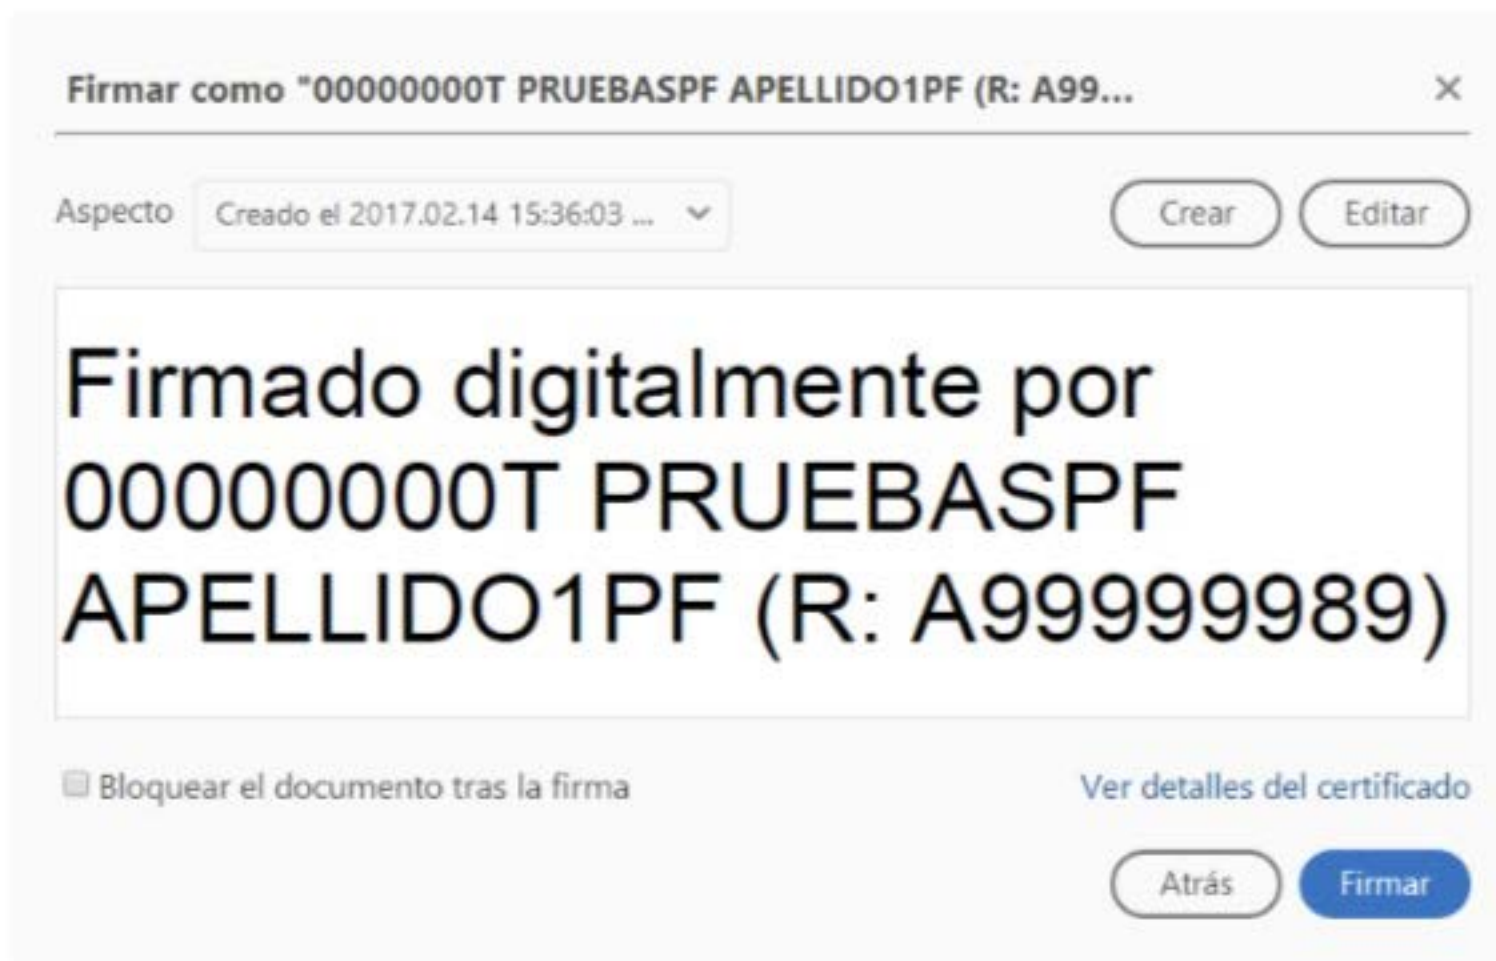 Firmar como "00000000T PRUEBASPF APELLIDO1PF (R: A99...
Aspecto
Creado el 2017.02.14 15:36:03 ...
Crear
Editar
Firmado digitalmente por
00000000T PRUEBASPF
APELLIDO1PF (R: A99999989)
Bloquear el documento tras la firma
Ver detalles del certificado
Atrás
Firmar